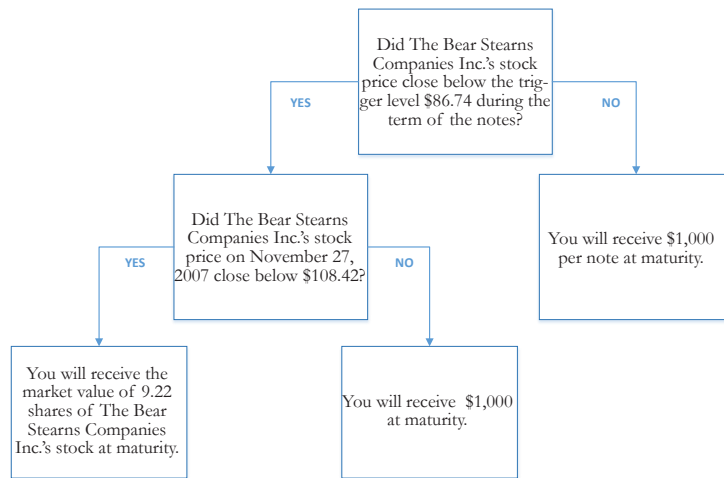 Did The Bear Stearns
Companies Inc.'s stock
price close below the trig-
ger level $86.74 during the
term of the notes?
YES
NO
Did The Bear Stearns
Companies Inc.'s stock
price on November 27,
2007 close below $108.42?
You will receive $1,000
per note at maturity.
YES
NO
You will receive the
market value of 9.22
shares of The Bear
Stearns Companies
Inc.'s stock at maturity.
You will receive $1,000
at maturity.